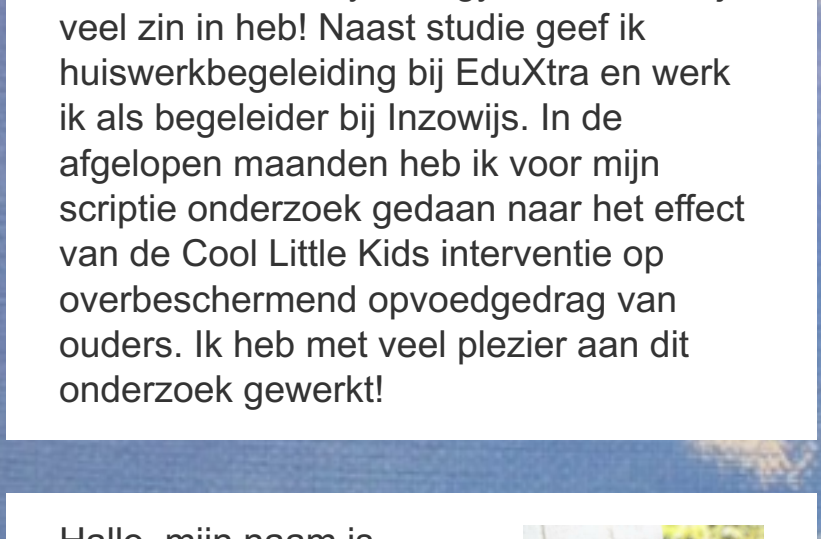 veel zin in heb! Naast studie geef ik
huiswerkbegeleiding bij EduXtra en werk
ik als begeleider bij Inzowijs. In de
afgelopen maanden heb ik voor mijn
scriptie onderzoek gedaan naar het effect
van de Cool Little Kids interventie op
overbeschermend opvoedgedrag van
ouders. Ik heb met veel plezier aan dit
onderzoek gewerkt!
Hallo, mijn naam is